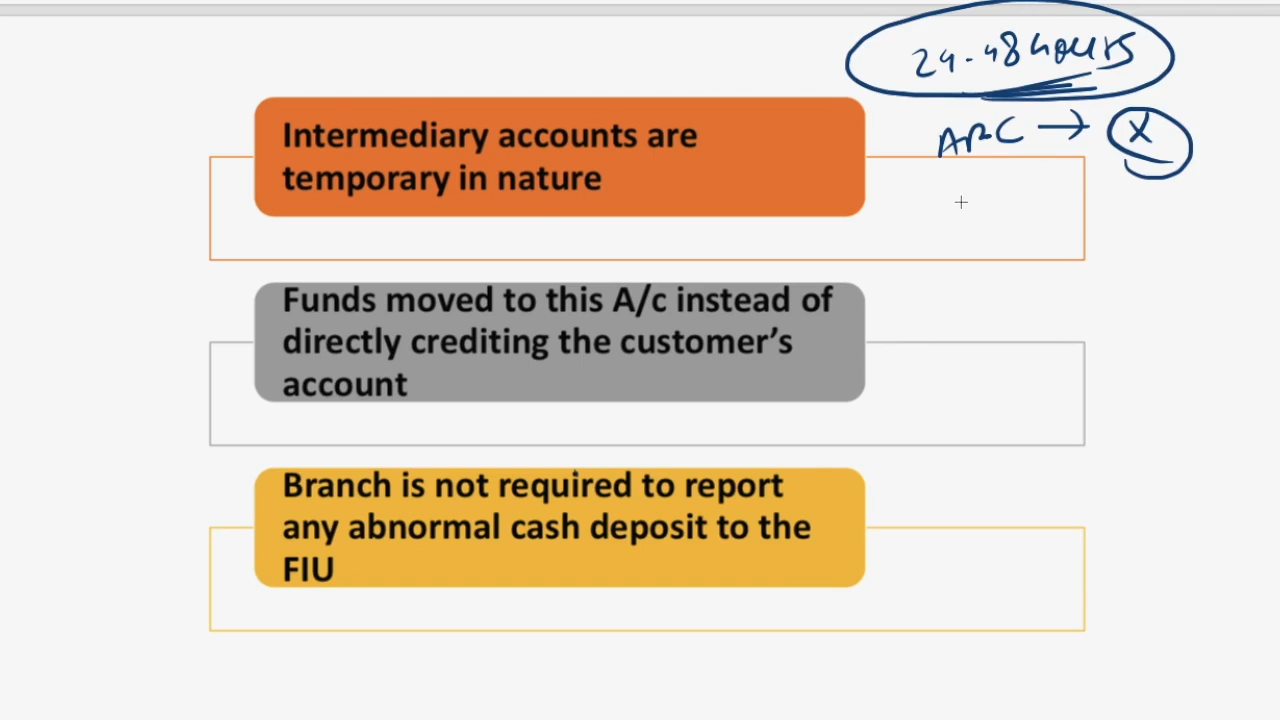 24-48 hours
ABC → X
Intermediary accounts are
temporary in nature
Funds moved to this A/c instead of
directly crediting the customer’s
account
Branch is not required to report
any abnormal cash deposit to the
FIU